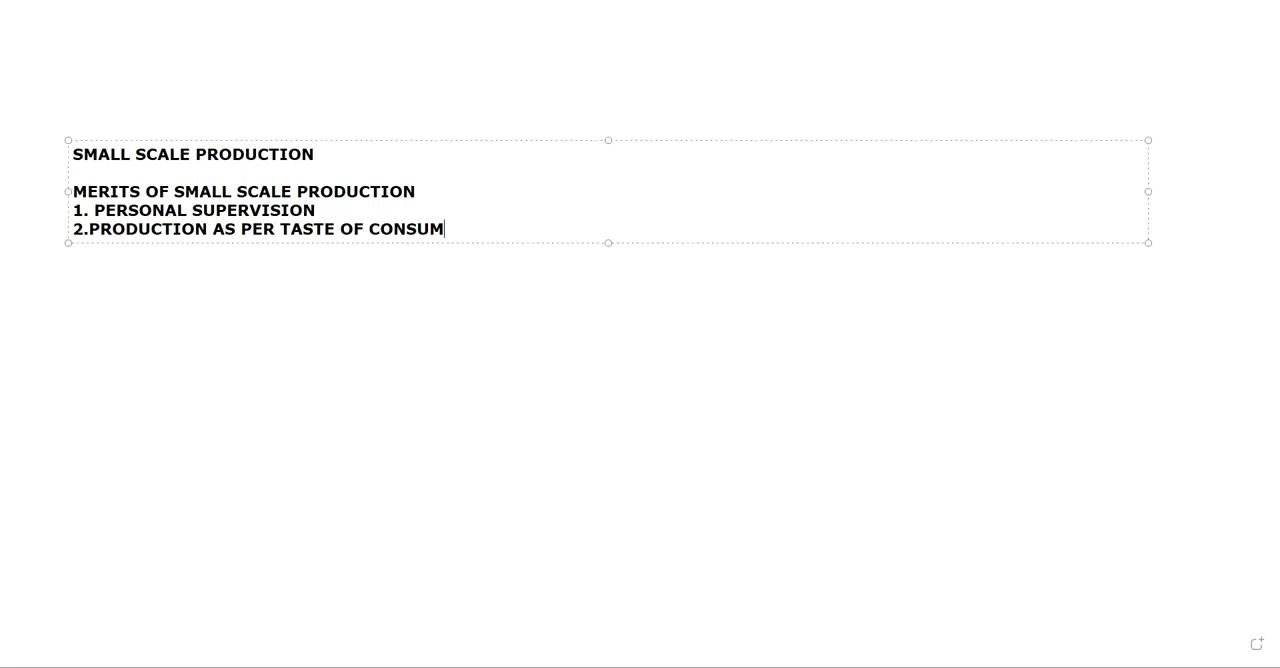 SMALL SCALE PRODUCTION
MERITS OF SMALL SCALE PRODUCTION
1. PERSONAL SUPERVISION
2.PRODUCTION AS PER TASTE OF CONSUM